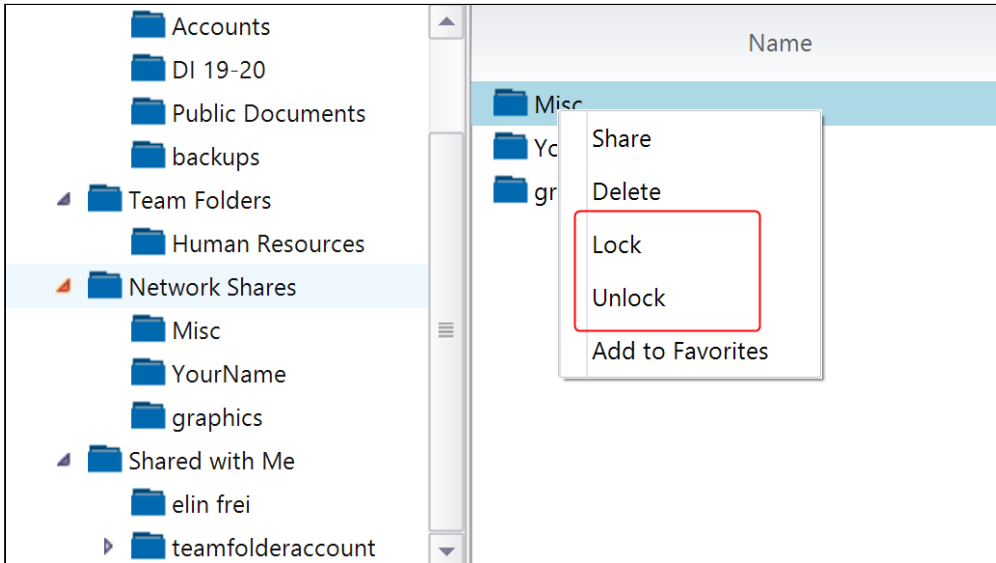 Accounts
DI 19-20
Public Documents
backups
Team Folders
Human Resources
Network Shares
Misc
YourName
graphics
Shared with Me
elin frei
teamfolderaccount
Name
Misc
Yo
gr
Share
Delete
Lock
Unlock
Add to Favorites